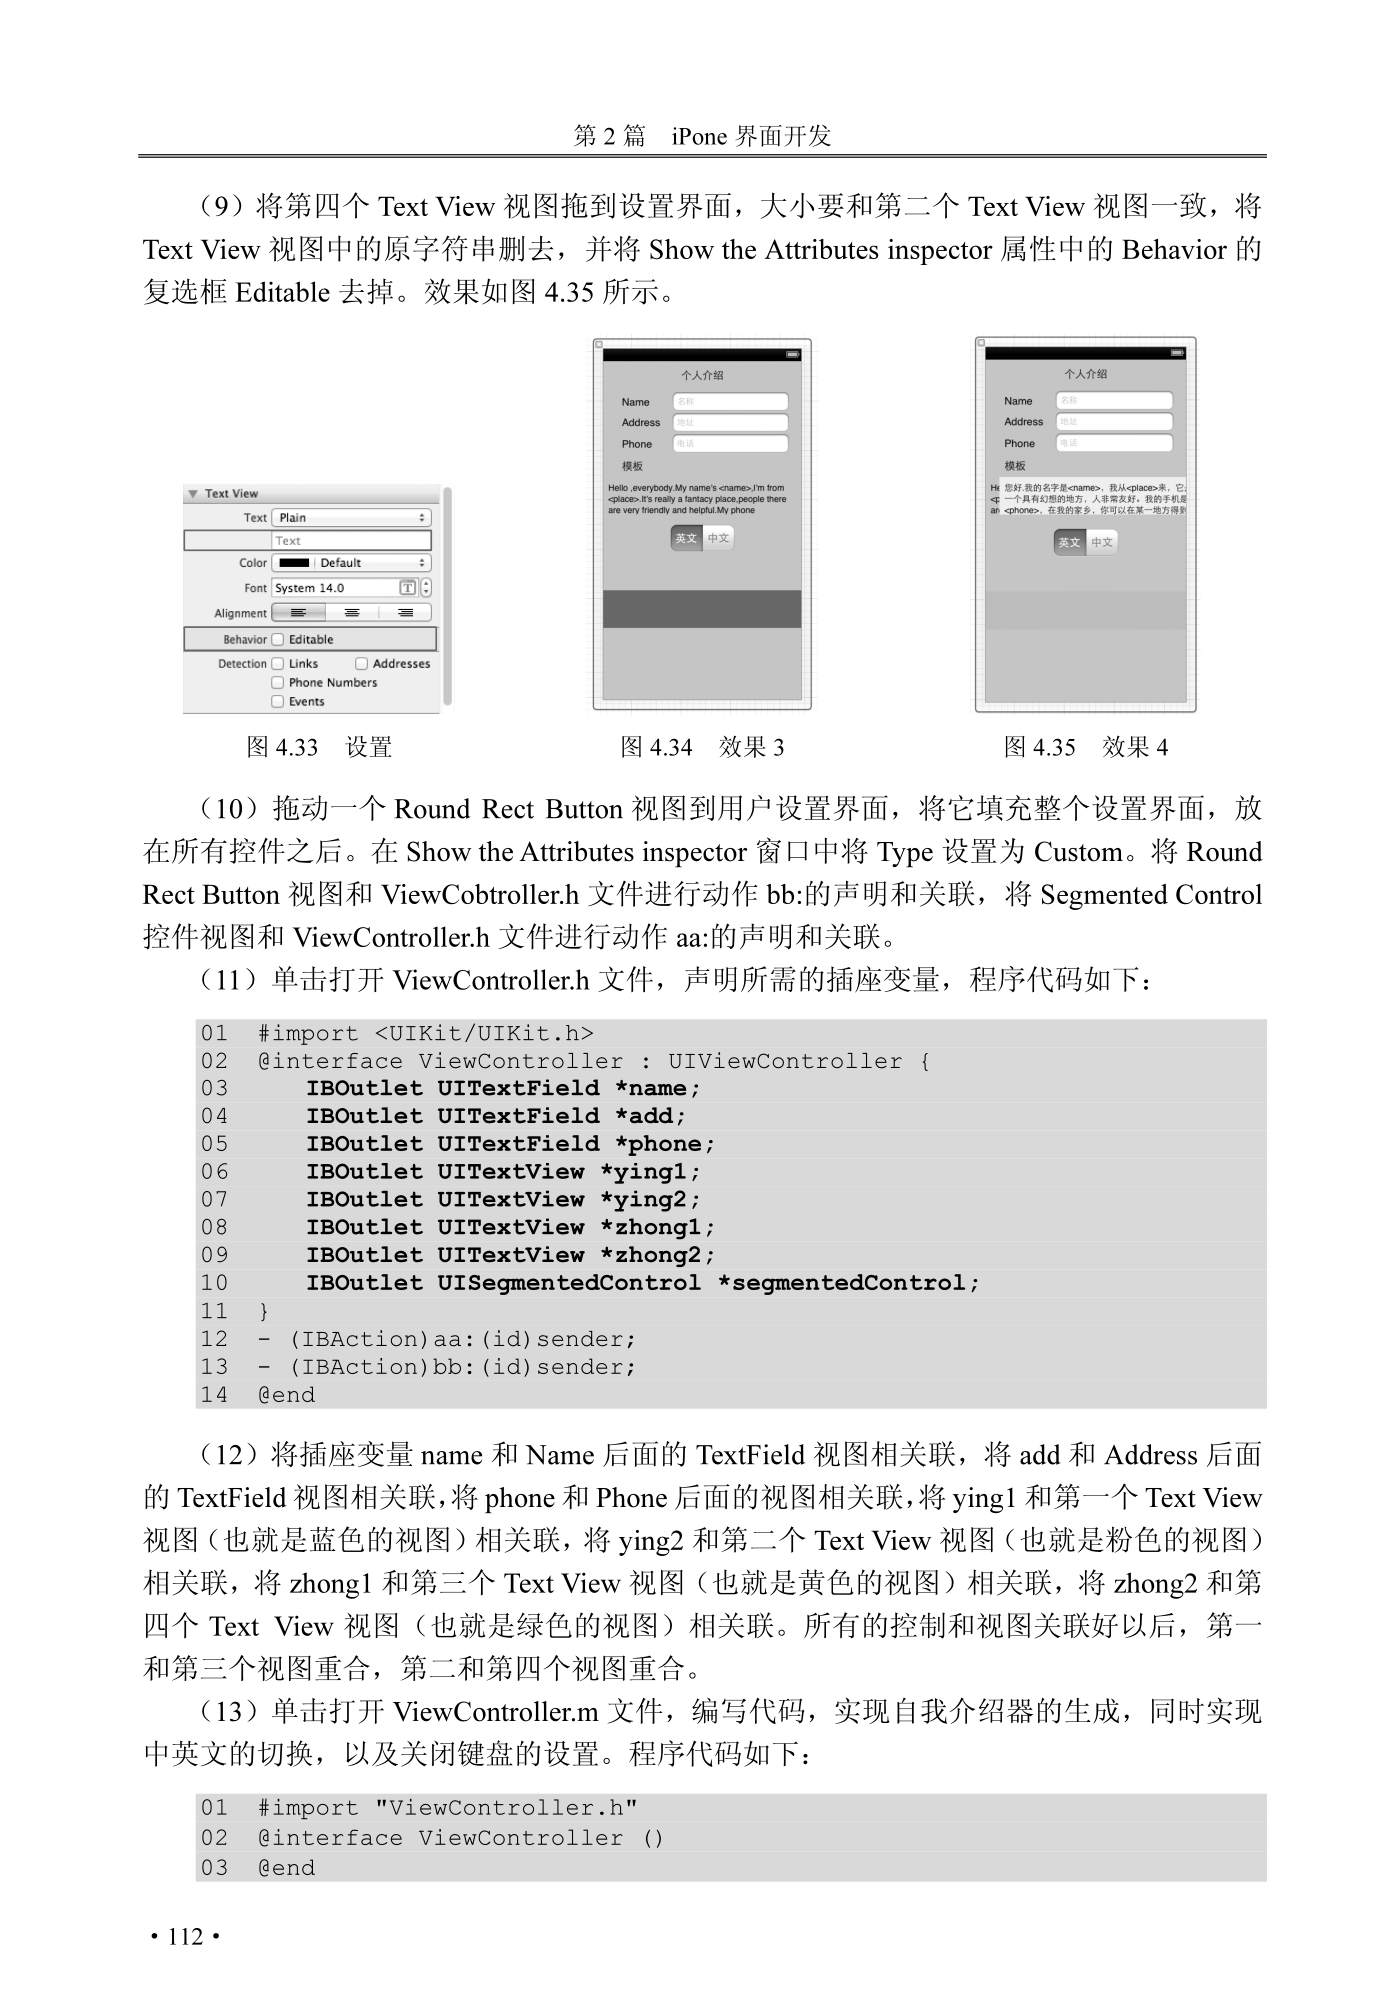 第 2 篇　iPone 界面开发
（9）将第四个 Text View 视图拖到设置界面，大小要和第二个 Text View 视图一致，将
Text View 视图中的原字符串删去，并将 Show the Attributes inspector 属性中的 Behavior 的
复选框 Editable 去掉。效果如图 4.35 所示。
Text View
Text Plain
Text
Color Default
Font System 14.0
Alignment
Behavior Editable
Detection Links Addresses
Phone Numbers
Events
图 4.33　设置
个人介绍
Name 名称
Address 地址
Phone 电话
模板
Hello ,everybody.My name's <name>,I'm from
<place>.It's really a fantacy place,people there
are very friendly and helpful.My phone
英文 中文
图 4.34　效果 3
个人介绍
Name 名称
Address 地址
Phone 电话
模板
He 您好.我的名字是<name>，我从<place>来，它
<p 一个具有幻想的地方，人非常友好，我的手机是
are <phone>，在我的家乡，你可以在某一地方得到
英文 中文
图 4.35　效果 4
（10）拖动一个 Round Rect Button 视图到用户设置界面，将它填充整个设置界面，放
在所有控件之后。在 Show the Attributes inspector 窗口中将 Type 设置为 Custom。将 Round
Rect Button 视图和 ViewCobtroller.h 文件进行动作 bb:的声明和关联，将 Segmented Control
控件视图和 ViewController.h 文件进行动作 aa:的声明和关联。
（11）单击打开 ViewController.h 文件，声明所需的插座变量，程序代码如下：
01 #import <UIKit/UIKit.h>
02 @interface ViewController : UIViewController {
03 IBOutlet UITextField *name;
04 IBOutlet UITextField *add;
05 IBOutlet UITextField *phone;
06 IBOutlet UITextView *ying1;
07 IBOutlet UITextView *ying2;
08 IBOutlet UITextView *zhong1;
09 IBOutlet UITextView *zhong2;
10 IBOutlet UISegmentedControl *segmentedControl;
11 }
12 - (IBAction)aa:(id)sender;
13 - (IBAction)bb:(id)sender;
14 @end
（12）将插座变量 name 和 Name 后面的 TextField 视图相关联，将 add 和 Address 后面
的 TextField 视图相关联，将 phone 和 Phone 后面的视图相关联，将 ying1 和第一个 Text View
视图（也就是蓝色的视图）相关联，将 ying2 和第二个 Text View 视图（也就是粉色的视图）
相关联，将 zhong1 和第三个 Text View 视图（也就是黄色的视图）相关联，将 zhong2 和第
四个 Text View 视图（也就是绿色的视图）相关联。所有的控制和视图关联好以后，第一
和第三个视图重合，第二和第四个视图重合。
（13）单击打开 ViewController.m 文件，编写代码，实现自我介绍器的生成，同时实现
中英文的切换，以及关闭键盘的设置。程序代码如下：
01 #import "ViewController.h"
02 @interface ViewController ()
03 @end
• 112 •